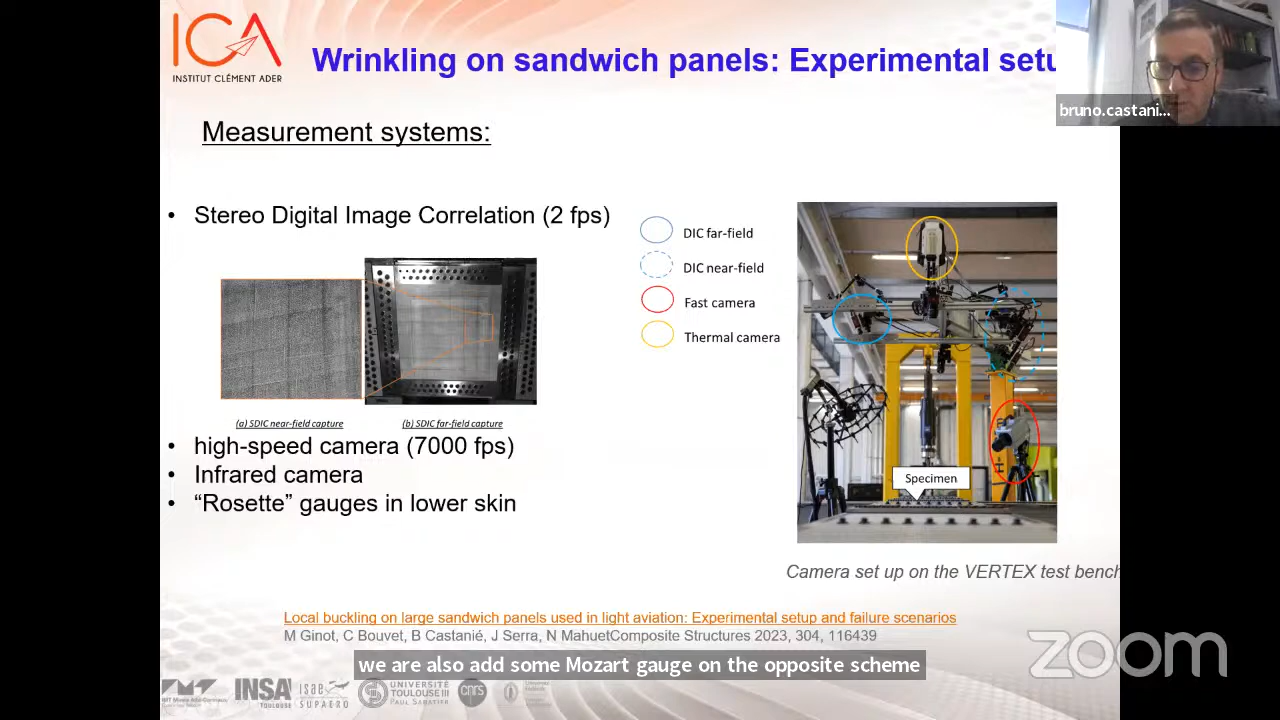 ICA
INSTITUT CLÉMENT ADER
Wrinkling on sandwich panels: Experimental setu
bruno.castani...
Measurement systems:
• Stereo Digital Image Correlation (2 fps)
DIC far-field
DIC near-field
Fast camera
Thermal camera
(a) SDIC near-field capture
(b) SDIC far-field capture
• high-speed camera (7000 fps)
• Infrared camera
• “Rosette” gauges in lower skin
Specimen
Camera set up on the VERTEX test bench
Local buckling on large sandwich panels used in light aviation: Experimental setup and failure scenarios
M Ginot, C Bouvet, B Castanié, J Serra, N MahuetComposite Structures 2023, 304, 116439
we are also add some Mozart gauge on the opposite scheme
zoom
INSA
TOULOUSE
isae
SUPAERO
UNIVERSITÉ
TOULOUSE III
PAUL SABATIER
cnrs